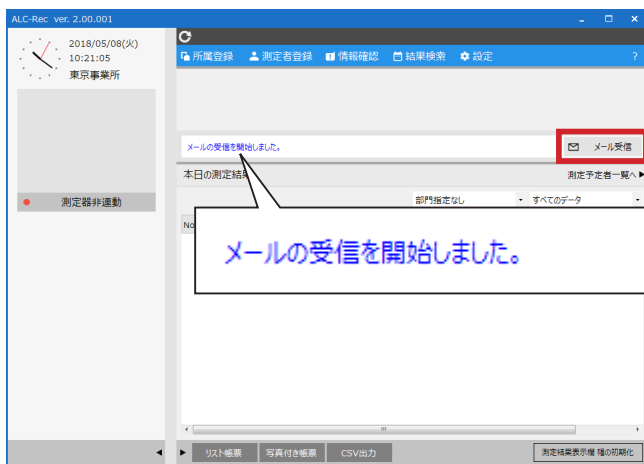 ALC-Rec ver. 2.00.001
2018/05/08(火)
10:21:05
東京事業所
測定器非連動
所属登録 測定者登録 情報確認 結果検索 設定 ?
メールの受信を開始しました。
メール受信
本日の測定結果
測定予定者一覧へ
部門指定なし すべてのデータ
No
メールの受信を開始しました。
リスト帳票 写真付き帳票 CSV出力
測定結果表示欄 幅の初期化